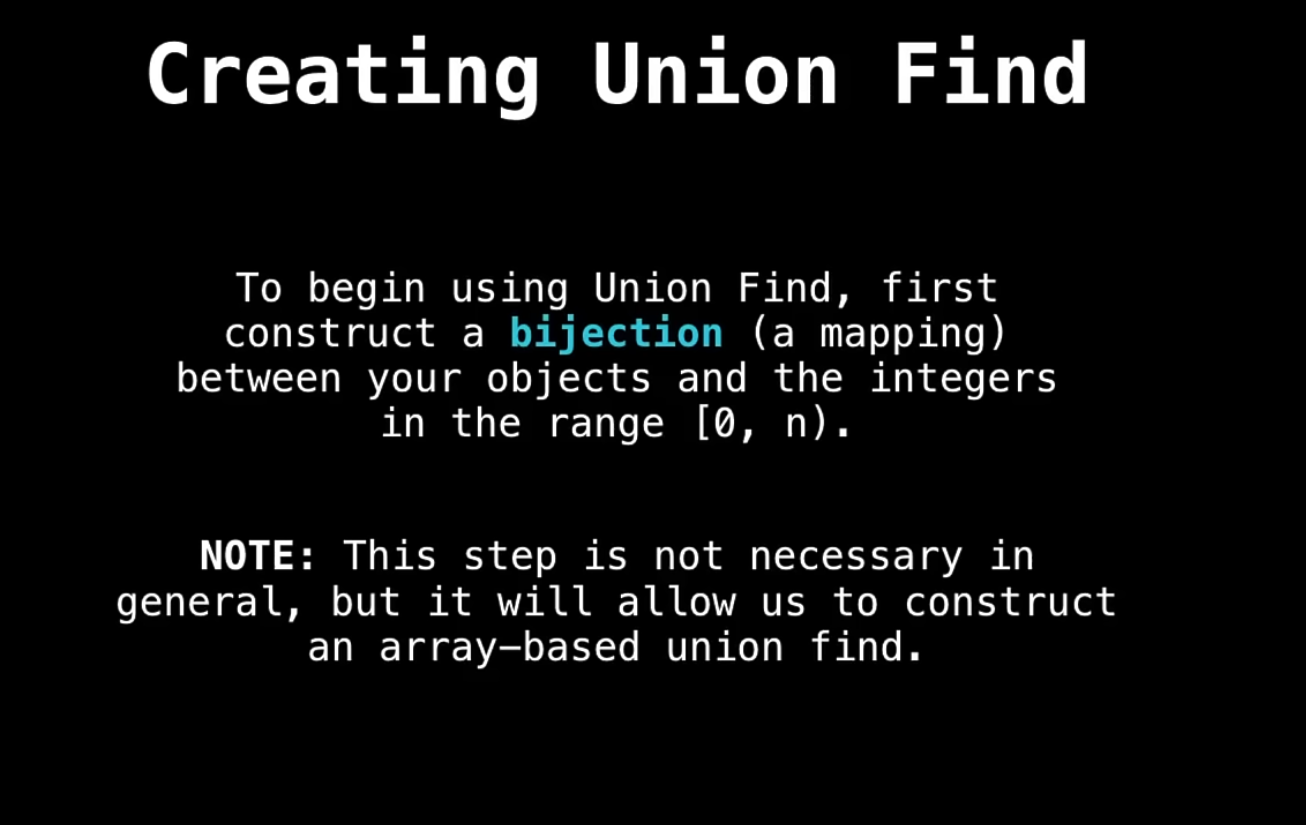 Creating Union Find
To begin using Union Find, first
construct a bijection (a mapping)
between your objects and the integers
in the range [0, n).
NOTE: This step is not necessary in
general, but it will allow us to construct
an array-based union find.